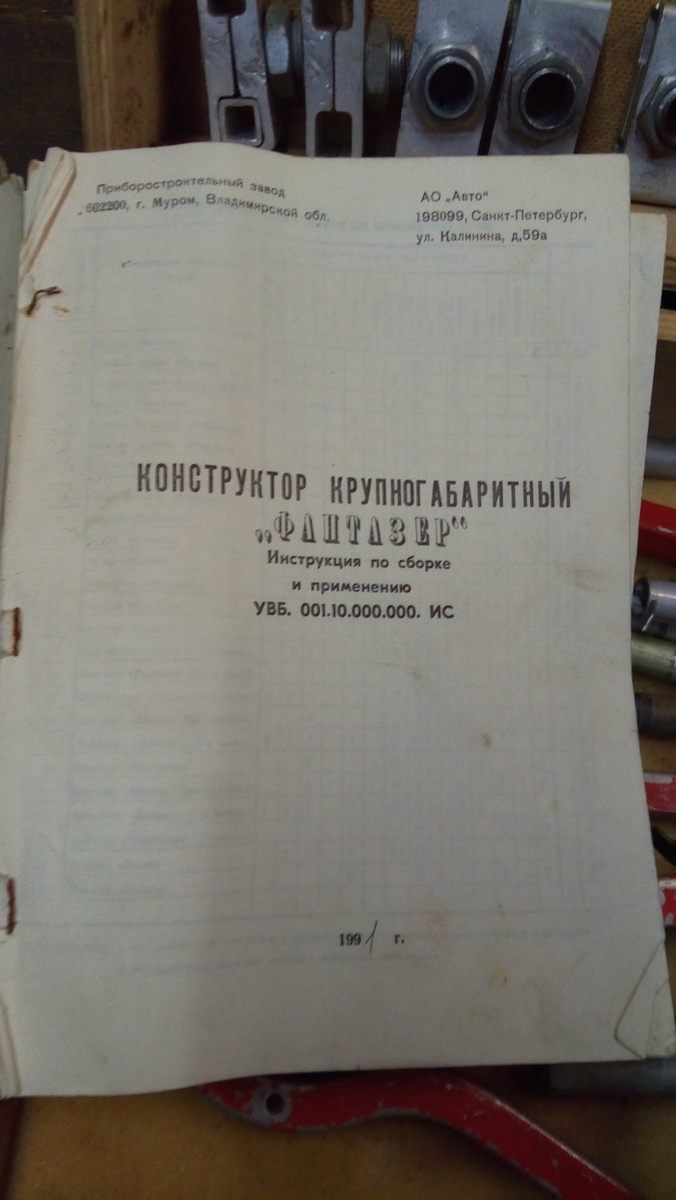 Приборостроительный завод
602200, г. Муром, Владимирской обл.
АО „Авто“
198099, Санкт-Петербург,
ул. Калинина, д,59а
КОНСТРУКТОР КРУПНОГАБАРИТНЫЙ
„ФАНТАЗЕР“
Инструкция по сборке
и применению
УВБ. 001.10.000.000. ИС
1991 г.